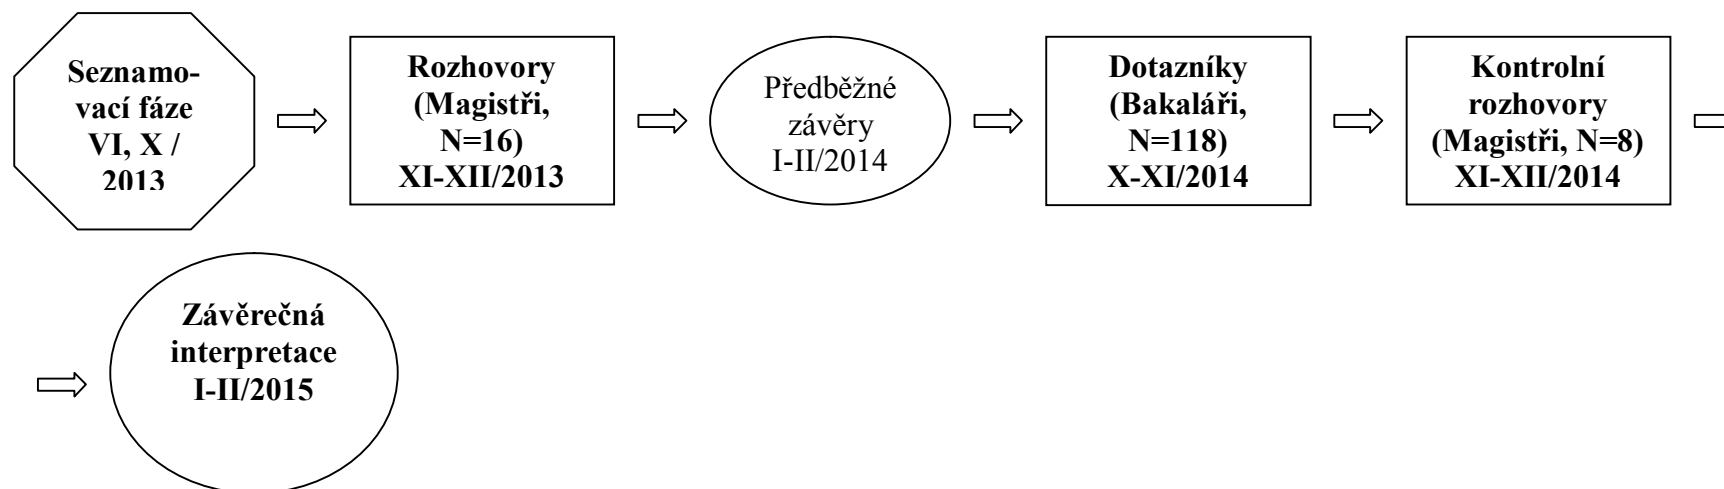 Seznamo-
vací fáze
VI, X /
2013
Rozhovory
(Magistři,
N=16)
XI-XII/2013
Předběžné
závěry
I-II/2014
Dotazníky
(Bakaláři,
N=118)
X-XI/2014
Kontrolní
rozhovory
(Magistři, N=8)
XI-XII/2014
Závěrečná
interpretace
I-II/2015